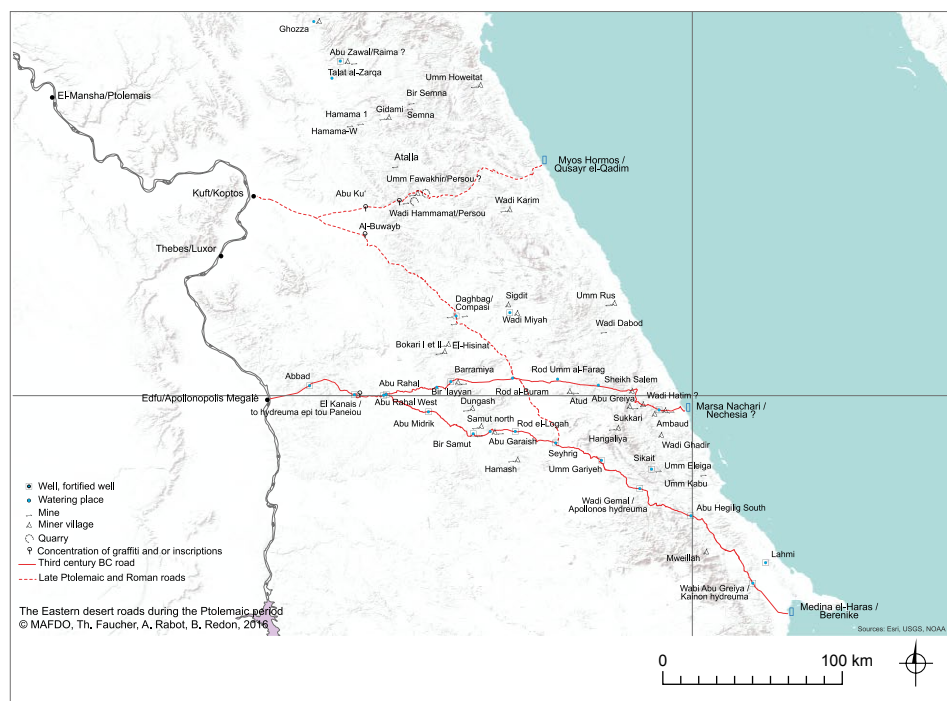 Ghozza
Abu Zawal/Raima ?
Talat al-Zarqa
Umm Howeitat
El-Mansha/Ptolemais
Bir Semna
Gidami
Semna
Hamama 1
Hamama-W
Atalla
Myos Hormos /
Qusayr el-Qadim
Umm Fawakhir/Persou ?
Kuft/Koptos
Abu Ku'
Wadi Karim
Wadi Hammamat/Persou
Al-Buwayb
Thebes/Luxor
Daghbag/
Compasi
Sigdit
Umm Rus
Wadi Miyah
Wadi Dabod
Bokari I et II
El-Hisinat
Barramiya
Rod Umm al-Farag
Abbad
Abu Rahal
Sheikh Salem
Bir 'Iayyan
Rod al-Buram
Atud
Abu Greiya
Wadi Hatim ?
Edfu/Apollonopolis Megalè
El Kanais /
to hydreuma epi tou Paneiou
Abu Rahal West
Dungash
Marsa Nachari /
Nechesia ?
Abu Midrik
Samut north
Rod el-Legah
Sukkari
Ambaud
Bir Samut
Abu Garaish
Hangaliya
Wadi Ghadir
Seyhrig
Hamash
Umm Gariyeh
Sikait
Umm Eleiga
Umm Kabu
Wadi Gemal /
Apollonos hydreuma
Abu Hegilig South
Mweillah
Lahmi
Wabi Abu Greiya /
Kainon hydreuma
Medina el-Haras /
Berenike
Well, fortified well
Watering place
Mine
Miner village
Quarry
Concentration of graffiti and or inscriptions
Third century BC road
Late Ptolemaic and Roman roads
The Eastern desert roads during the Ptolemaic period
© MAFDO, Th. Faucher, A. Rabot, B. Redon, 2016
Sources: Esri, USGS, NOAA
0 100 km